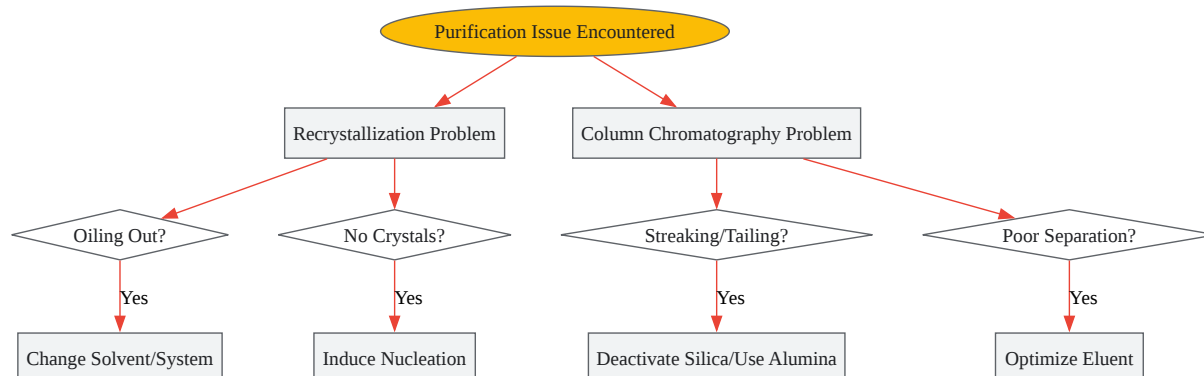 Purification Issue Encountered
Recrystallization Problem
Column Chromatography Problem
Oiling Out?
No Crystals?
Streaking/Tailing?
Poor Separation?
Yes
Yes
Yes
Yes
Change Solvent/System
Induce Nucleation
Deactivate Silica/Use Alumina
Optimize Eluent